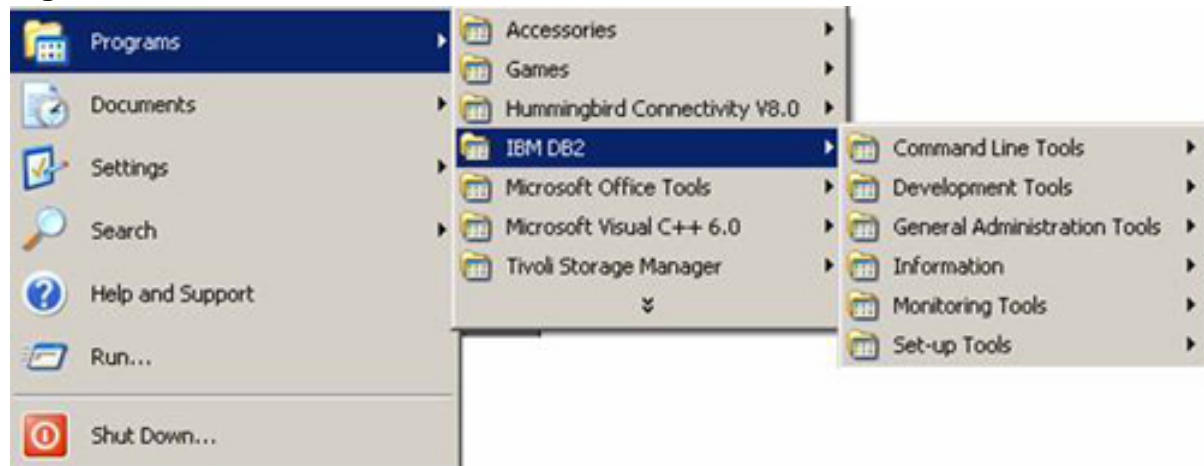 Programs
Documents
Settings
Search
Help and Support
Run...
Shut Down...
Accessories
Games
Hummingbird Connectivity V8.0
IBM DB2
Microsoft Office Tools
Microsoft Visual C++ 6.0
Tivoli Storage Manager
Command Line Tools
Development Tools
General Administration Tools
Information
Monitoring Tools
Set-up Tools